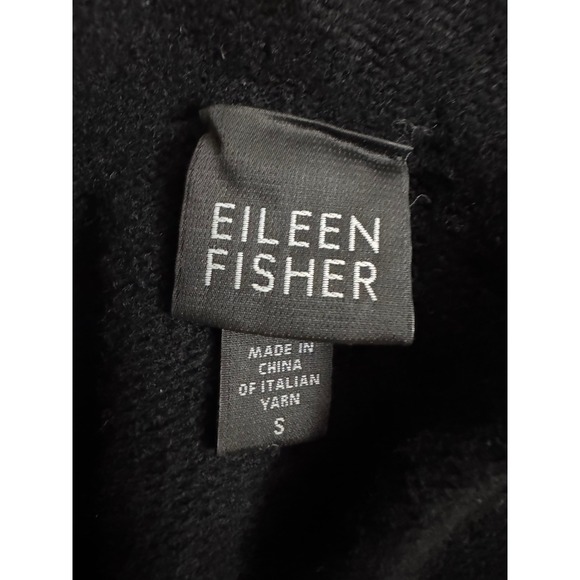 EILEEN
FISHER
MADE IN
CHINA
OF ITALIAN
YARN
S